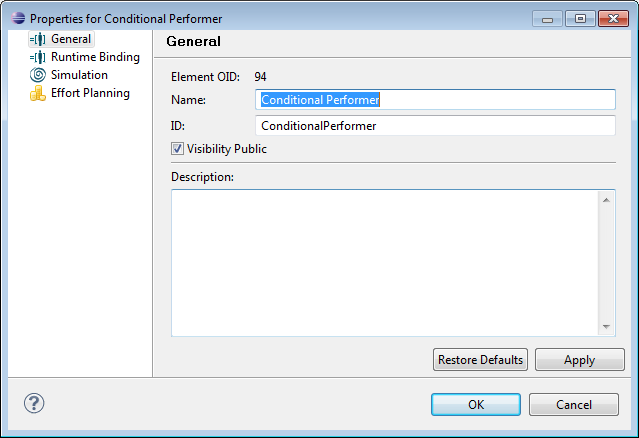 Properties for Conditional Performer
General
Runtime Binding
Simulation
Effort Planning
General
Element OID: 94
Name: Conditional Performer
ID: ConditionalPerformer
Visibility Public
Description:
Restore Defaults Apply
? OK Cancel